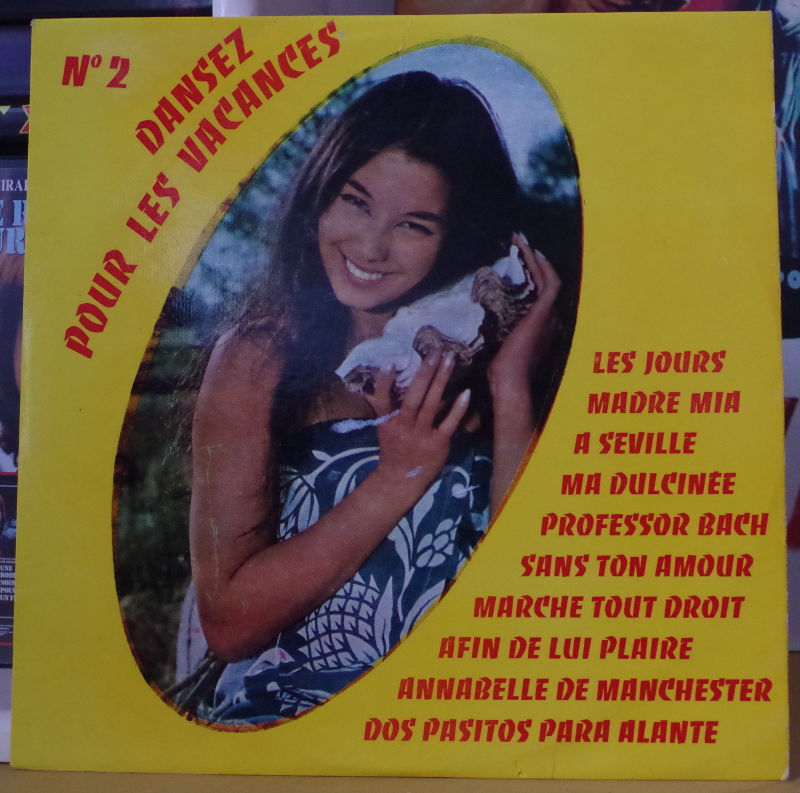 N° 2
DANSEZ
POUR LES VACANCES
LES JOURS
MADRE MIA
A SEVILLE
MA DULCINÉE
PROFESSOR BACH
SANS TON AMOUR
MARCHE TOUT DROIT
AFIN DE LUI PLAIRE
ANNABELLE DE MANCHESTER
DOS PASITOS PARA ALANTE